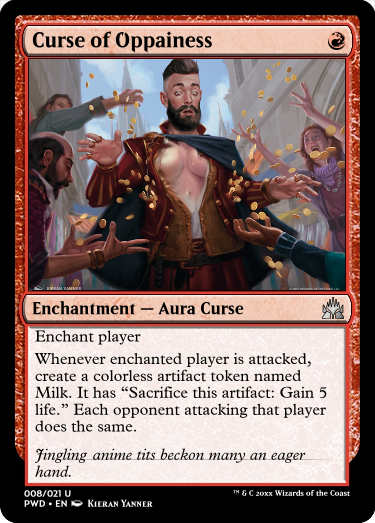 Curse of Oppainess
KIERAN YANNER
Enchantment — Aura Curse
Enchant player
Whenever enchanted player is attacked,
create a colorless artifact token named
Milk. It has “Sacrifice this artifact: Gain 5
life.” Each opponent attacking that player
does the same.
Jingling anime tits beckon many an eager
hand.
008/021 U
PWD • EN KIERAN YANNER
™ & © 20xx Wizards of the Coast